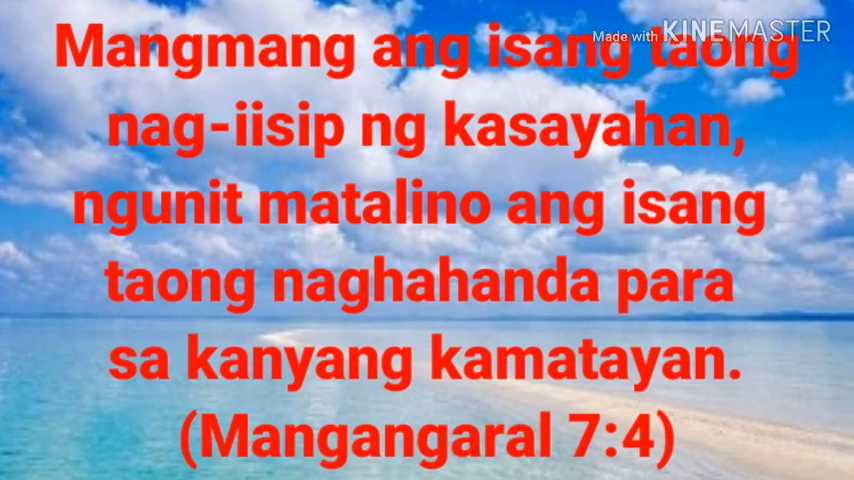 Made with KINEMASTER
Mangmang ang isang taong
nag-iisip ng kasayahan,
ngunit matalino ang isang
taong naghahanda para
sa kanyang kamatayan.
(Mangangaral 7:4)